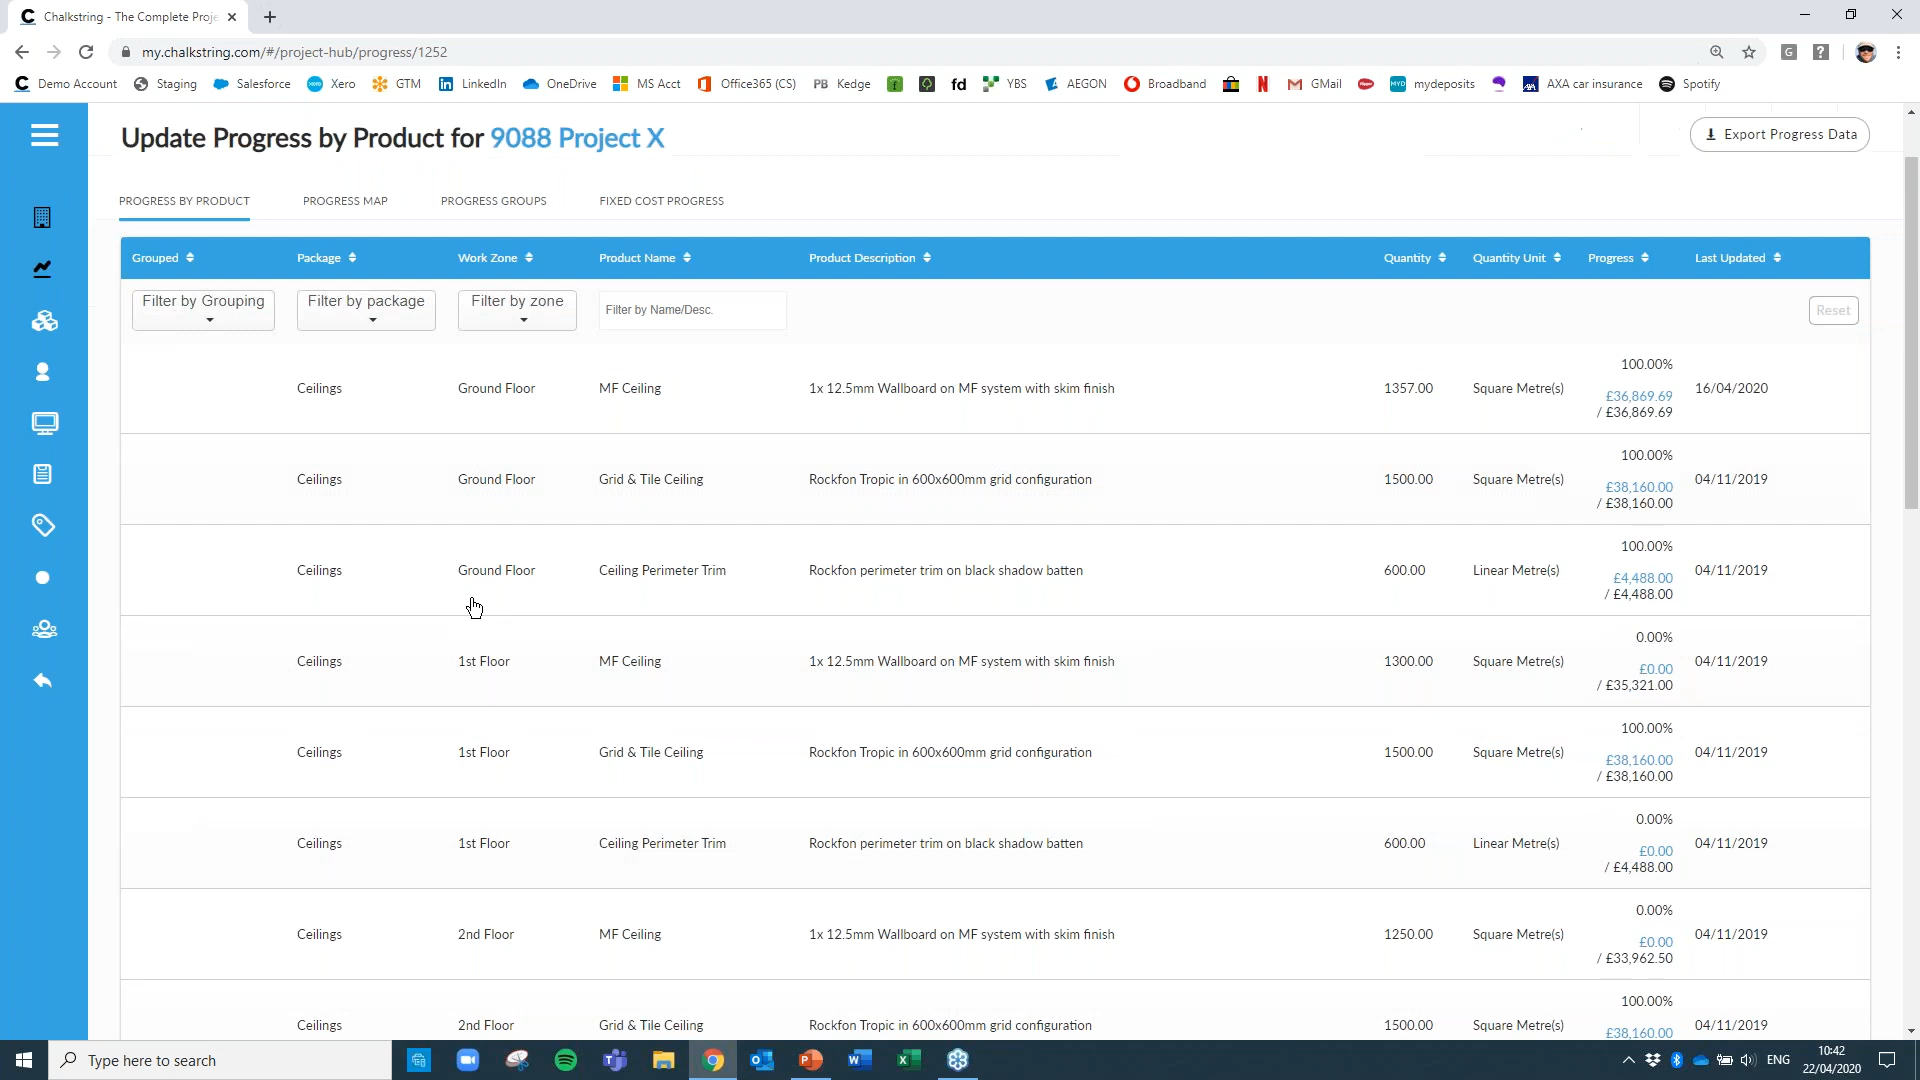 Chalkstring - The Complete Proje
my.chalkstring.com/#/project-hub/progress/1252
Demo Account Staging Salesforce Xero GTM LinkedIn OneDrive MS Acct Office365 (CS) PB Kedge fd YBS AEGON Broadband GMail mydeposits AXA car insurance Spotify
Update Progress by Product for 9088 Project X
Export Progress Data
PROGRESS BY PRODUCT PROGRESS MAP PROGRESS GROUPS FIXED COST PROGRESS
Grouped Package Work Zone Product Name Product Description Quantity Quantity Unit Progress Last Updated
Filter by Grouping Filter by package Filter by zone Filter by Name/Desc. Reset
100.00%
Ceilings Ground Floor MF Ceiling 1x 12.5mm Wallboard on MF system with skim finish 1357.00 Square Metre(s) 16/04/2020
£36,869.69
/ £36,869.69
100.00%
Ceilings Ground Floor Grid & Tile Ceiling Rockfon Tropic in 600x600mm grid configuration 1500.00 Square Metre(s) 04/11/2019
£38,160.00
/ £38,160.00
100.00%
Ceilings Ground Floor Ceiling Perimeter Trim Rockfon perimeter trim on black shadow batten 600.00 Linear Metre(s) 04/11/2019
£4,488.00
/ £4,488.00
0.00%
Ceilings 1st Floor MF Ceiling 1x 12.5mm Wallboard on MF system with skim finish 1300.00 Square Metre(s) 04/11/2019
£0.00
/ £35,321.00
100.00%
Ceilings 1st Floor Grid & Tile Ceiling Rockfon Tropic in 600x600mm grid configuration 1500.00 Square Metre(s) 04/11/2019
£38,160.00
/ £38,160.00
0.00%
Ceilings 1st Floor Ceiling Perimeter Trim Rockfon perimeter trim on black shadow batten 600.00 Linear Metre(s) 04/11/2019
£0.00
/ £4,488.00
0.00%
Ceilings 2nd Floor MF Ceiling 1x 12.5mm Wallboard on MF system with skim finish 1250.00 Square Metre(s) 04/11/2019
£0.00
/ £33,962.50
100.00%
Ceilings 2nd Floor Grid & Tile Ceiling Rockfon Tropic in 600x600mm grid configuration 1500.00 Square Metre(s) 04/11/2019
£38,160.00
Type here to search
ENG
10:42
22/04/2020